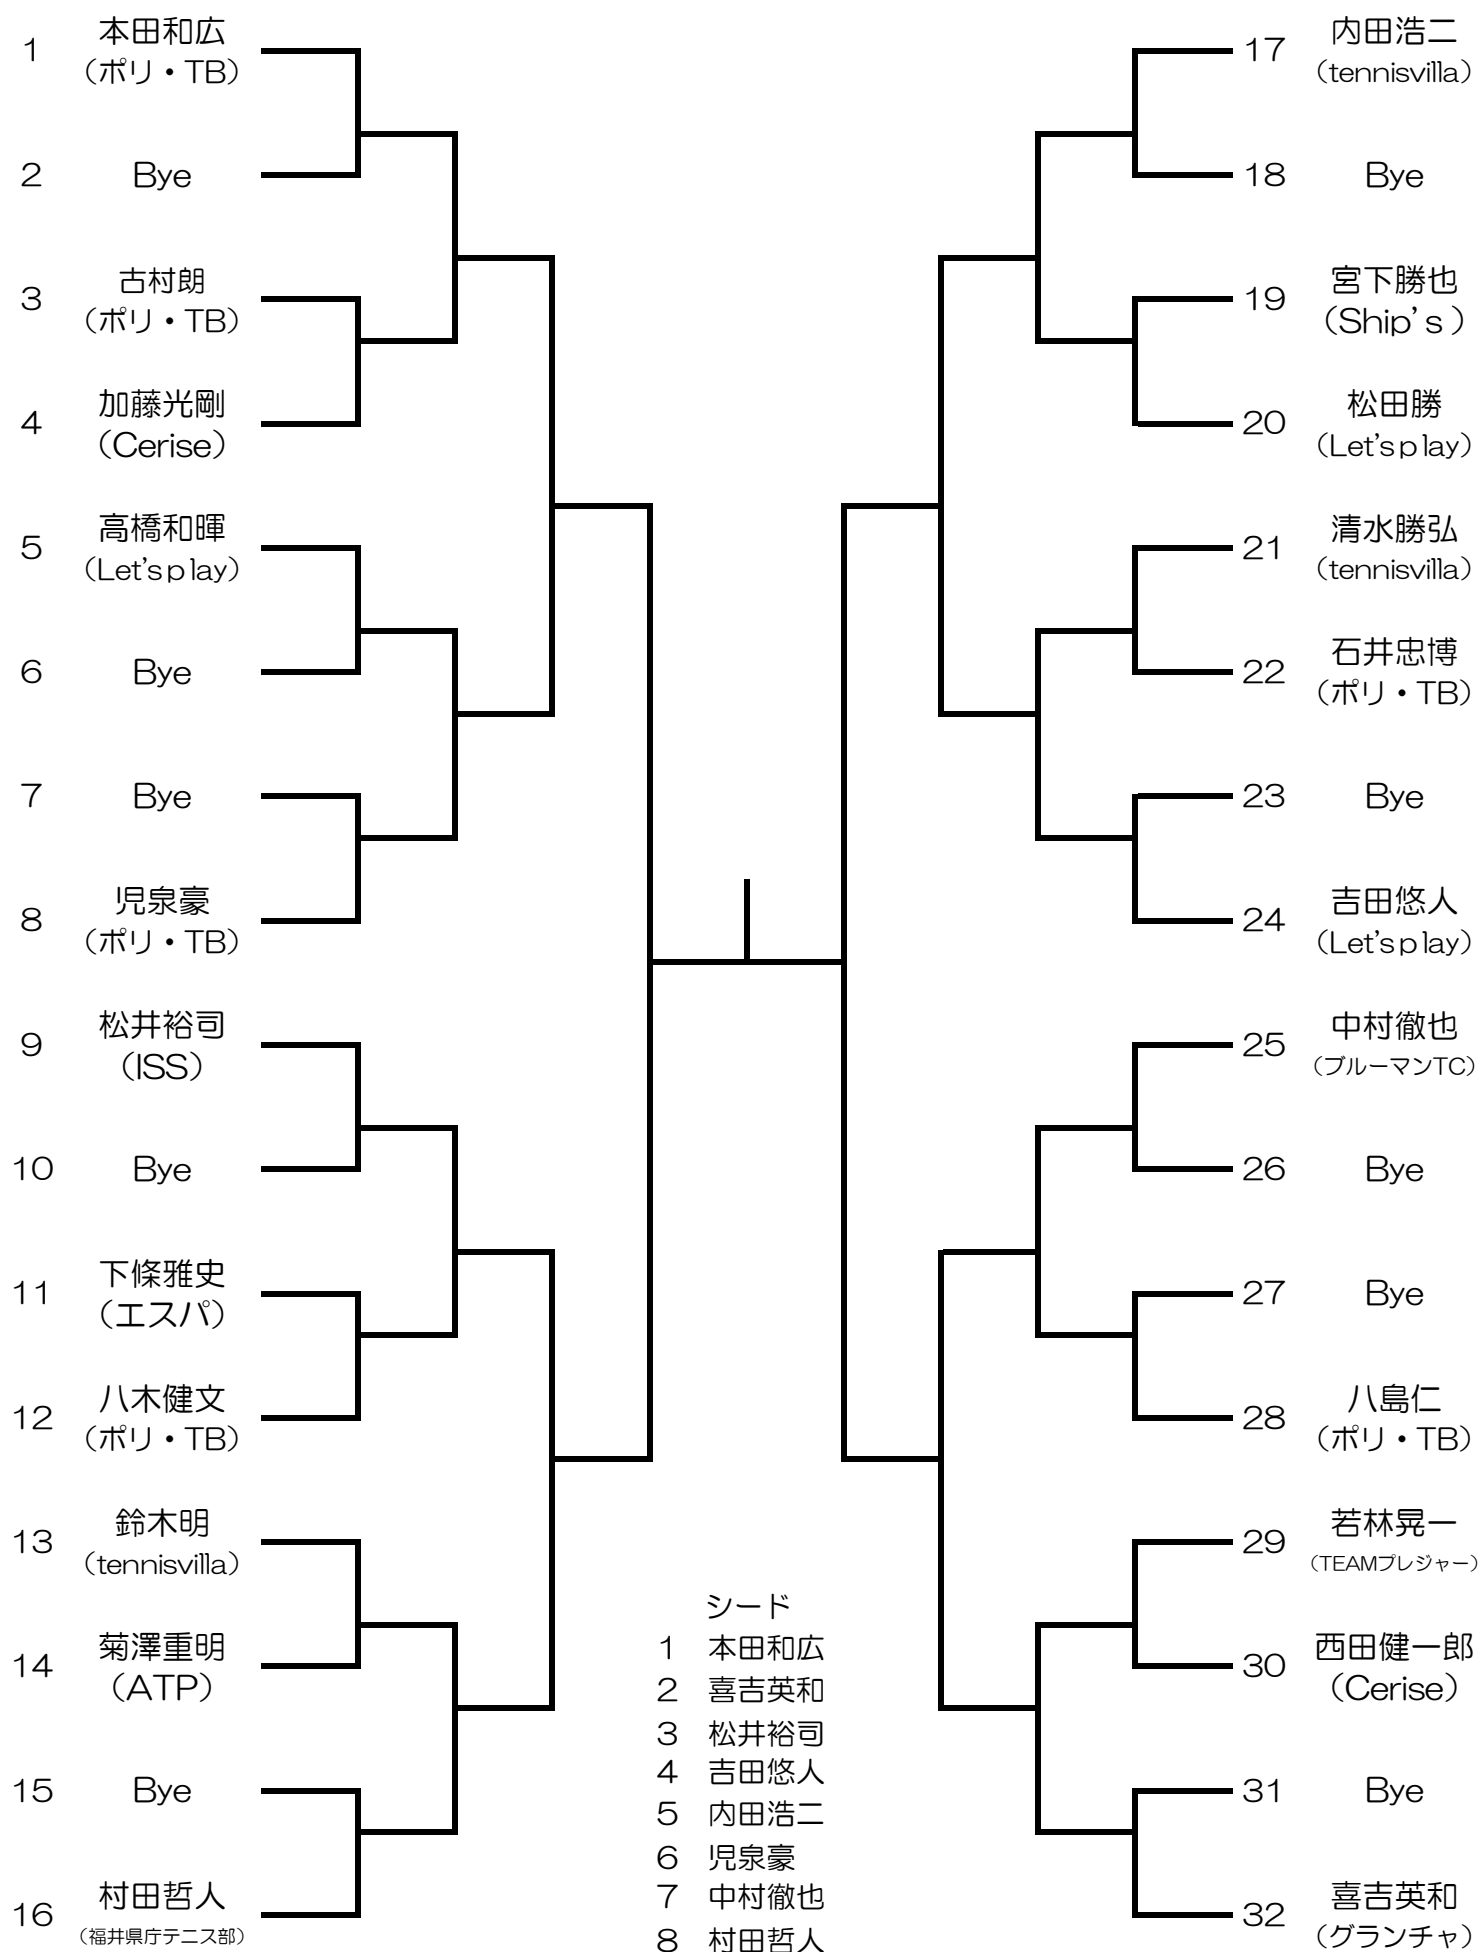 1 本田和広
（ポリ・TB）
2 Bye
3 古村朗
（ポリ・TB）
4 加藤光剛
（Cerise）
5 高橋和暉
（Let'splay）
6 Bye
7 Bye
8 児泉豪
（ポリ・TB）
9 松井裕司
（ISS）
10 Bye
11 下條雅史
（エスパ）
12 八木健文
（ポリ・TB）
13 鈴木明
（tennisvilla）
14 菊澤重明
（ATP）
15 Bye
16 村田哲人
（福井県庁テニス部）
シード
1 本田和広
2 喜吉英和
3 松井裕司
4 吉田悠人
5 内田浩二
6 児泉豪
7 中村徹也
8 村田哲人
17 内田浩二
（tennisvilla）
18 Bye
19 宮下勝也
（Ship's）
20 松田勝
（Let'splay）
21 清水勝弘
（tennisvilla）
22 石井忠博
（ポリ・TB）
23 Bye
24 吉田悠人
（Let'splay）
25 中村徹也
（ブルーマンTC）
26 Bye
27 Bye
28 八島仁
（ポリ・TB）
29 若林晃一
（TEAMプレジャー）
30 西田健一郎
（Cerise）
31 Bye
32 喜吉英和
（グランチャ）